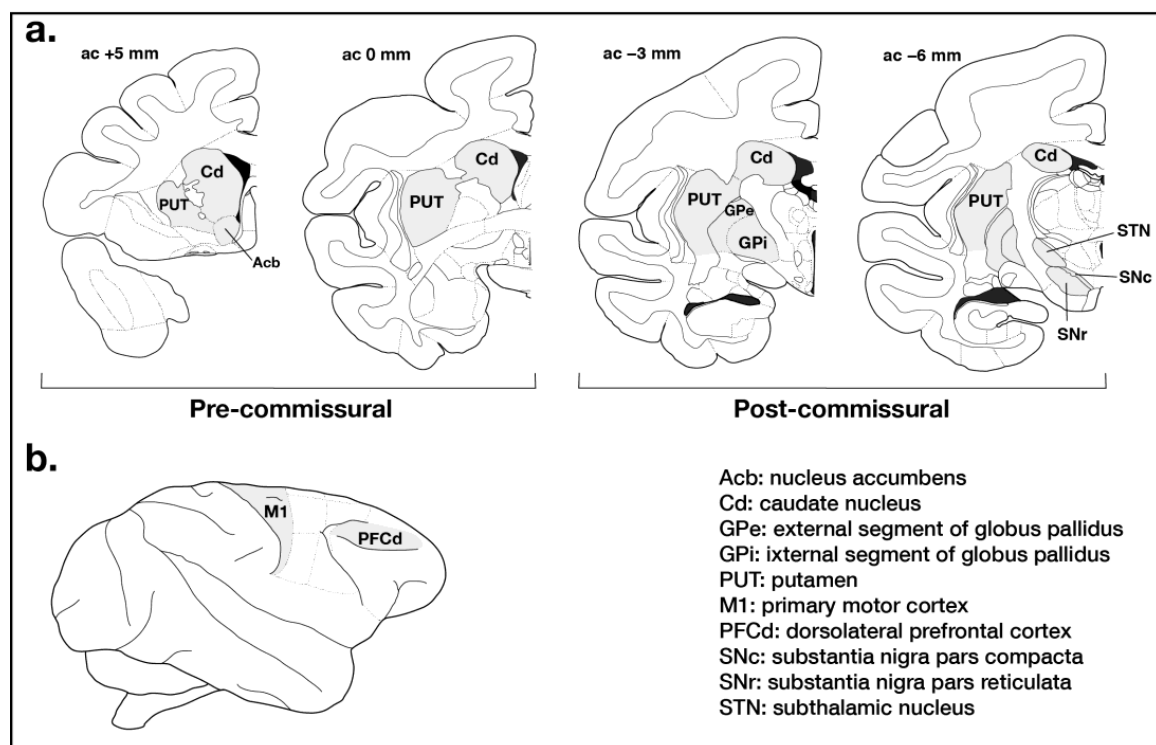 a.
ac +5 mm
ac 0 mm
ac −3 mm
ac −6 mm
Cd
PUT
Acb
Cd
PUT
Cd
PUT
GPe
GPi
Cd
PUT
STN
SNc
SNr
Pre-commissural
Post-commissural
b.
M1
PFCd
Acb: nucleus accumbens
Cd: caudate nucleus
GPe: external segment of globus pallidus
GPi: ixternal segment of globus pallidus
PUT: putamen
M1: primary motor cortex
PFCd: dorsolateral prefrontal cortex
SNc: substantia nigra pars compacta
SNr: substantia nigra pars reticulata
STN: subthalamic nucleus